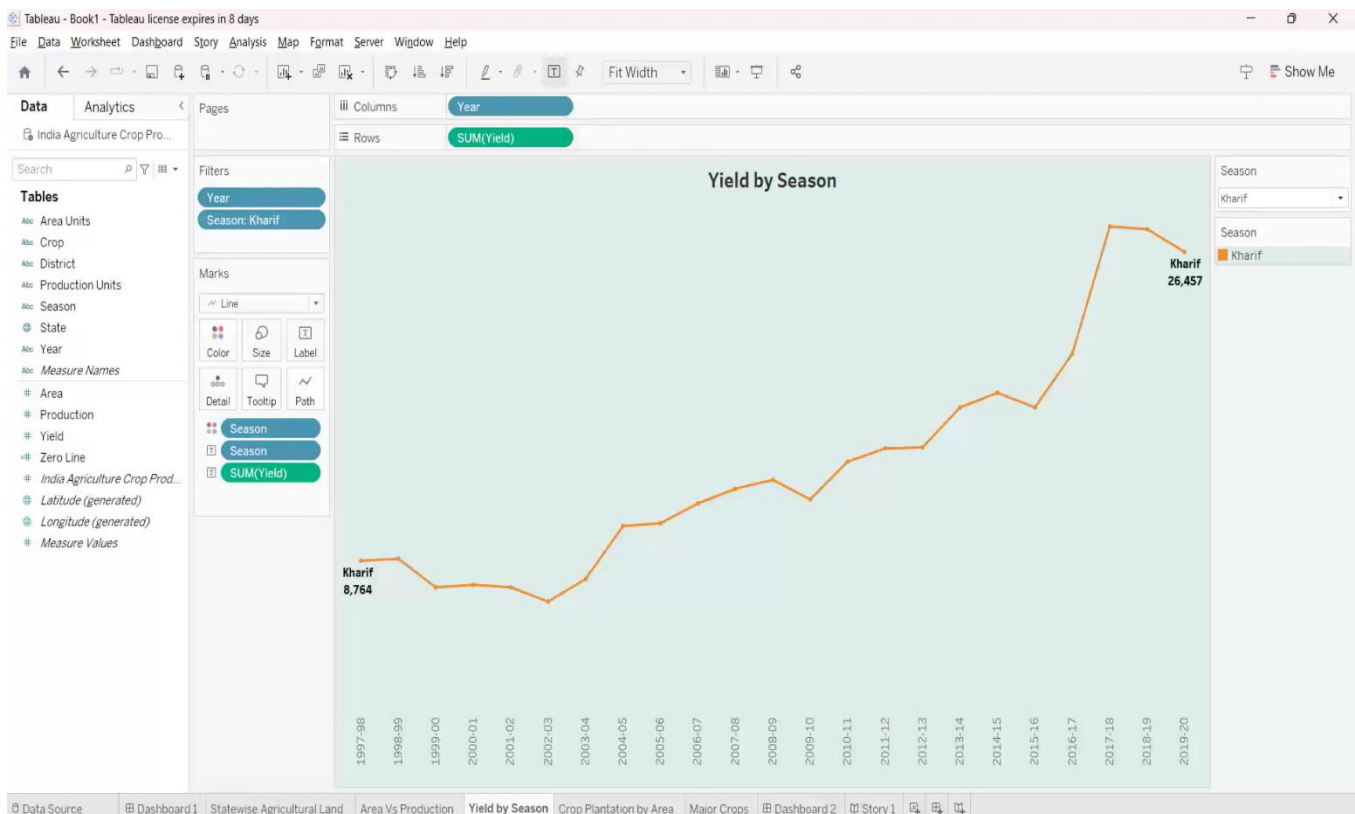 Tableau - Book1 - Tableau license expires in 8 days
File Data Worksheet Dashboard Story Analysis Map Format Server Window Help
Fit Width
Show Me
Data Analytics
India Agriculture Crop Pro...
Search
Tables
Abc Area Units
Abc Crop
Abc District
Abc Production Units
Abc Season
State
Abc Year
Abc Measure Names
# Area
# Production
# Yield
=# Zero Line
# India Agriculture Crop Prod...
Latitude (generated)
Longitude (generated)
# Measure Values
Pages
Filters
Year
Season: Kharif
Marks
Line
Color Size Label
Detail Tooltip Path
Season
Season
SUM(Yield)
Columns Year
Rows SUM(Yield)
Yield by Season
Kharif
8,764
Kharif
26,457
1997-98
1998-99
1999-00
2000-01
2001-02
2002-03
2003-04
2004-05
2005-06
2006-07
2007-08
2008-09
2009-10
2010-11
2011-12
2012-13
2013-14
2014-15
2015-16
2016-17
2017-18
2018-19
2019-20
Season
Kharif
Season
Kharif
Data Source Dashboard 1 Statewise Agricultural Land Area Vs Production Yield by Season Crop Plantation by Area Major Crops Dashboard 2 Story 1